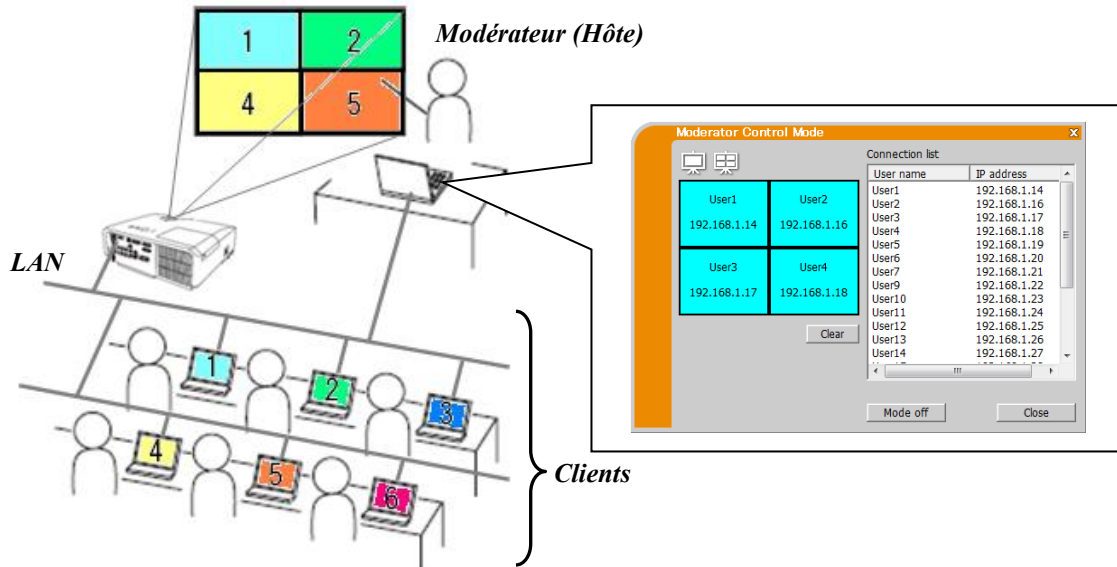 Modérateur (Hôte)
1 2
4 5
LAN
1
2
3
4
5
6
Clients
Moderator Control Mode x
Connection list
User name IP address
User1 192.168.1.14
User2 192.168.1.16
User3 192.168.1.17
User4 192.168.1.18
User5 192.168.1.19
User6 192.168.1.20
User7 192.168.1.21
User9 192.168.1.22
User10 192.168.1.23
User11 192.168.1.24
User12 192.168.1.25
User13 192.168.1.26
User14 192.168.1.27
User1 User2
192.168.1.14 192.168.1.16
User3 User4
192.168.1.17 192.168.1.18
Clear
Mode off Close